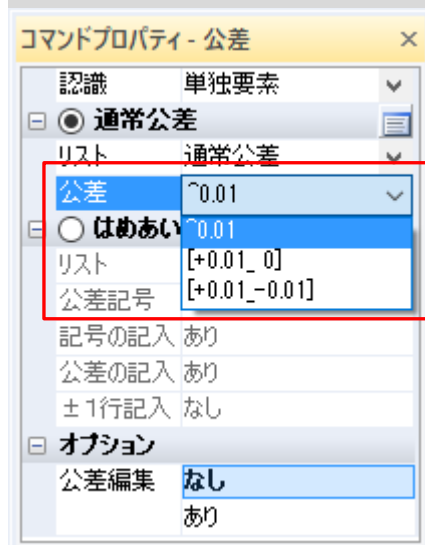 コマンドプロパティ - 公差
認識 単独要素
通常公差
リスト 通常公差
公差 ^0.01
はめあい ^0.01
リスト [+0.01_ 0]
公差記号 [+0.01_-0.01]
記号の記入 あり
公差の記入 あり
±1行記入 なし
オプション
公差編集 なし
あり